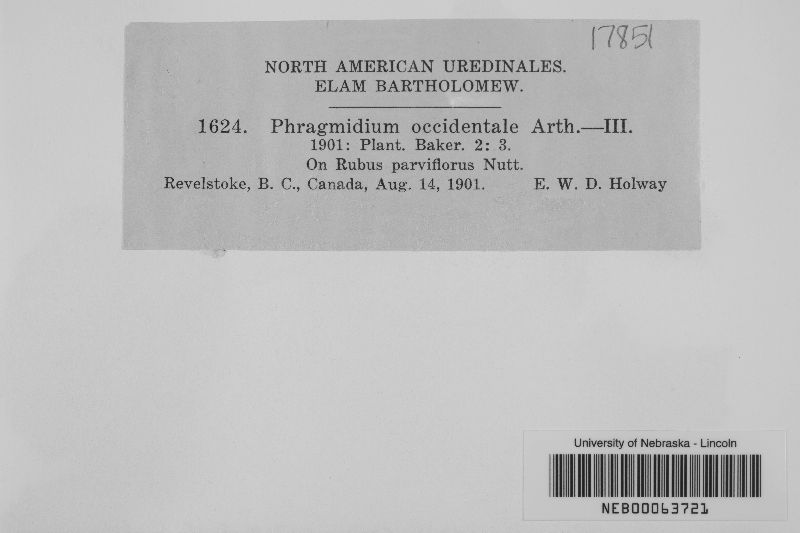 17851
NORTH AMERICAN UREDINALES.
ELAM BARTHOLOMEW.
1624. Phragmidium occidentale Arth.—III.
1901: Plant. Baker. 2: 3.
On Rubus parviflorus Nutt.
Revelstoke, B. C., Canada, Aug. 14, 1901. E. W. D. Holway
University of Nebraska - Lincoln
NEB00063721